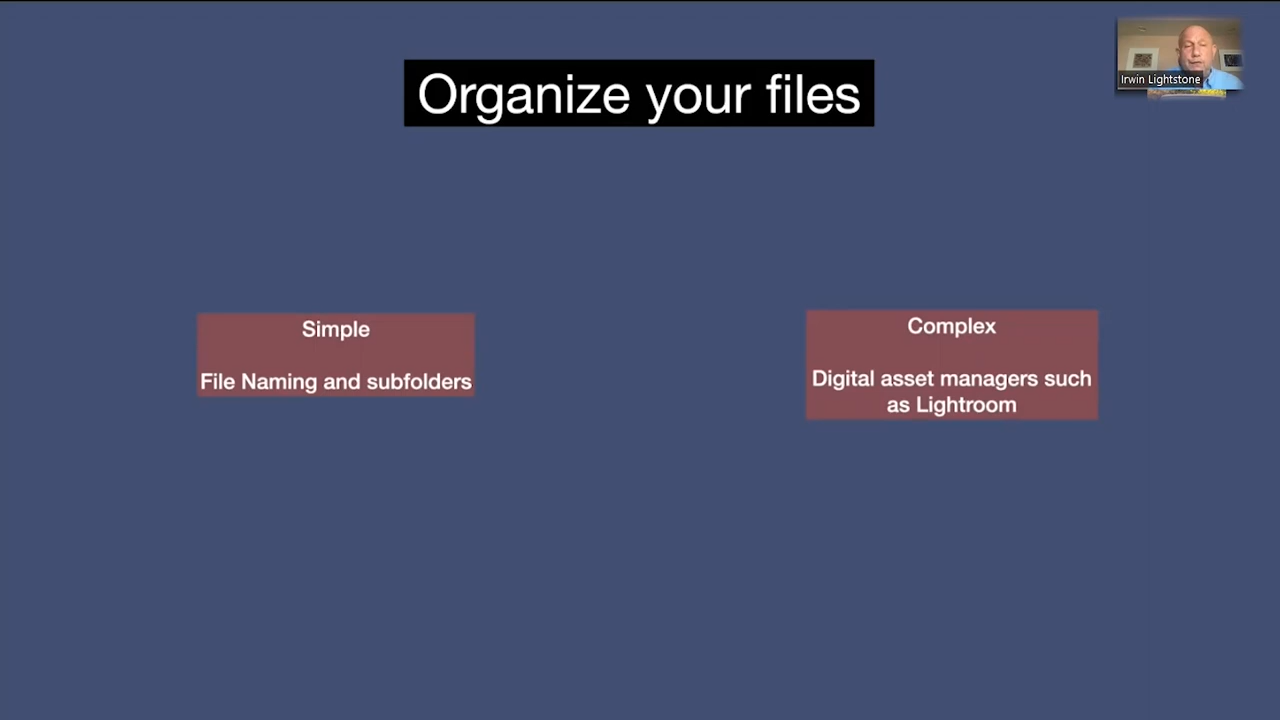 Organize your files
Irwin Lightstone
Simple
File Naming and subfolders
Complex
Digital asset managers such
as Lightroom